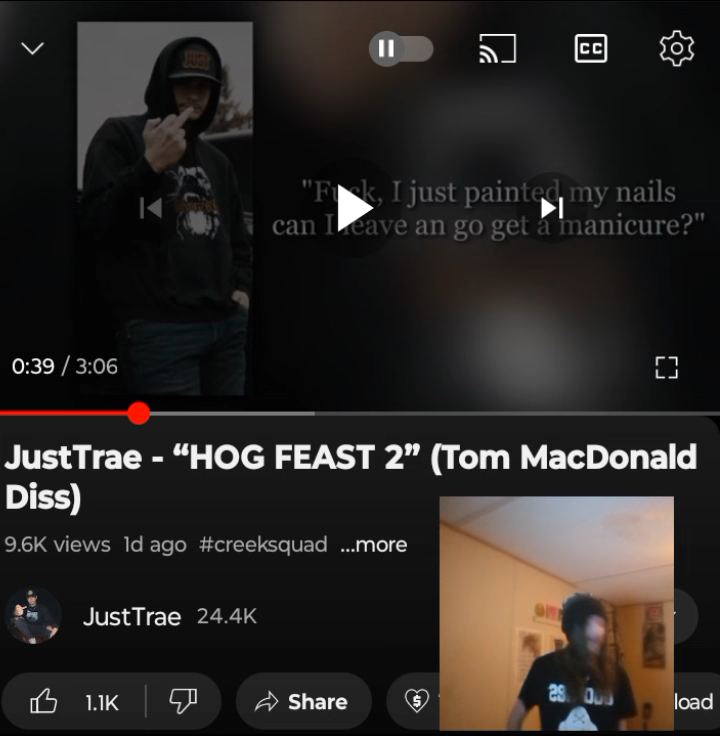 CC
"Fuck, I just painted my nails
can I leave an go get a manicure?"
0:39 / 3:06
JustTrae - “HOG FEAST 2” (Tom MacDonald
Diss)
9.6K views 1d ago #creeksquad ...more
JustTrae 24.4K
1.1K
Share
load